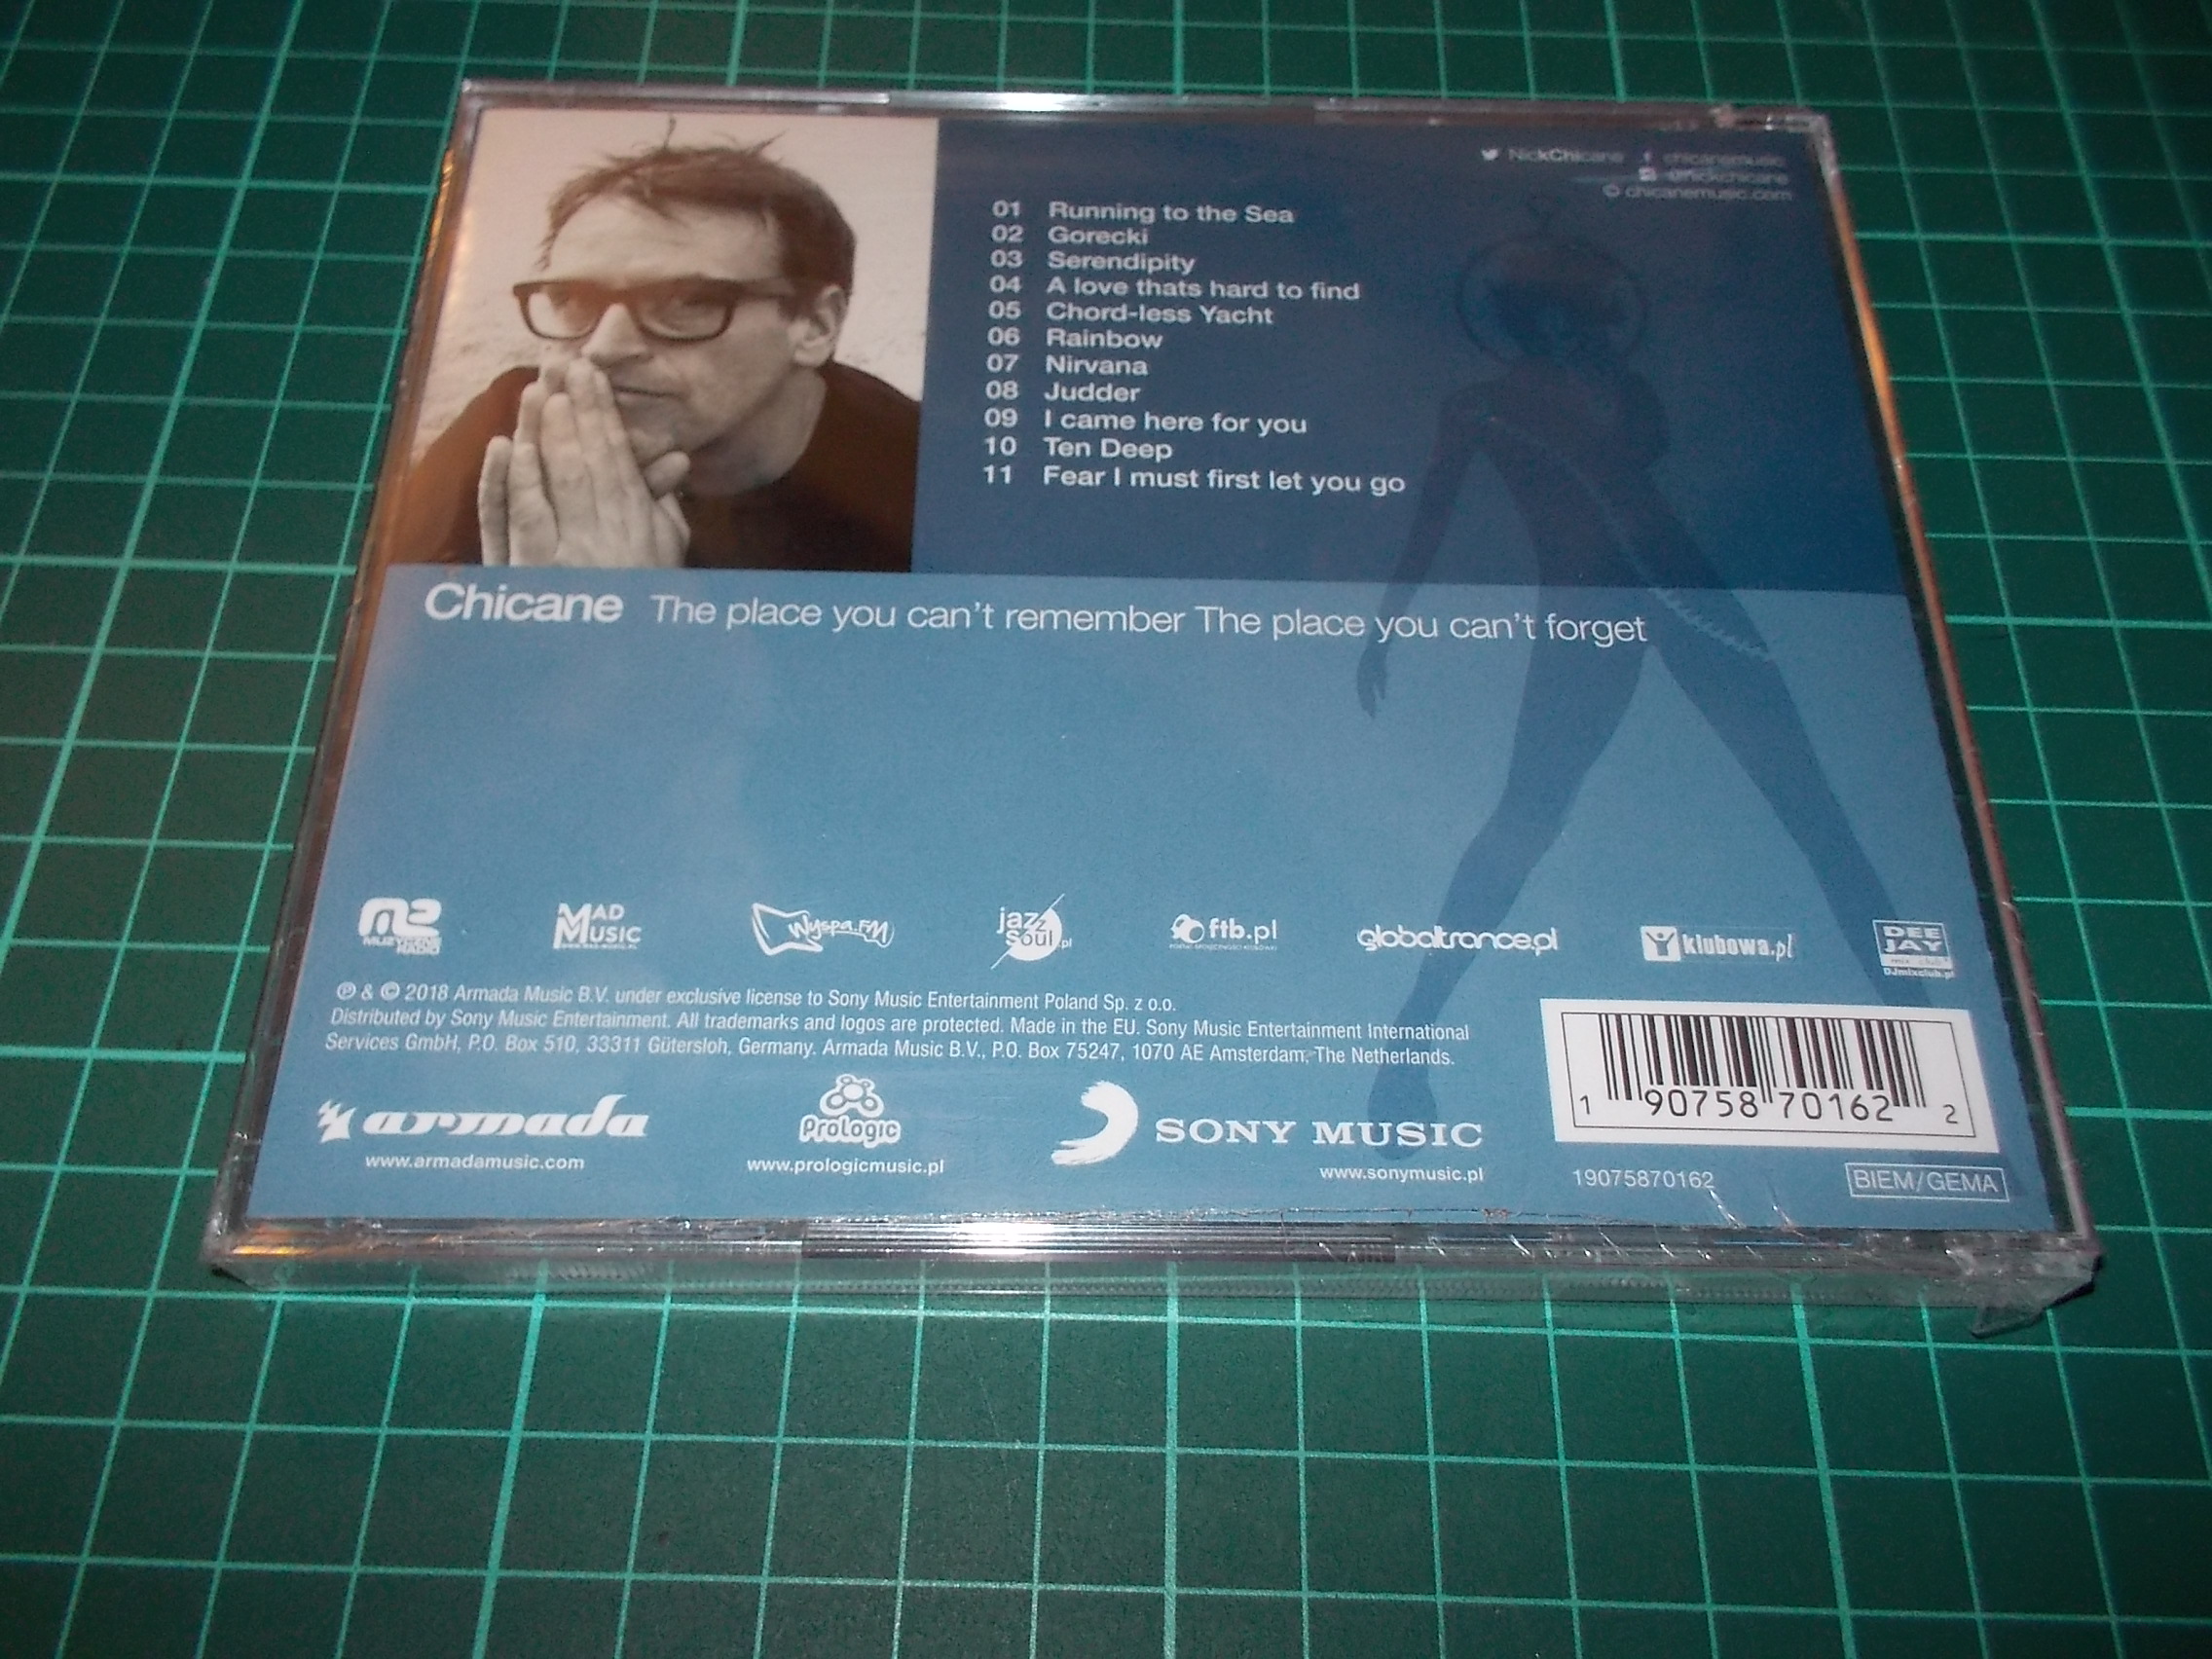 NickChicane chicanemusic
@nickchicane
© chicanemusic.com
01 Running to the Sea
02 Gorecki
03 Serendipity
04 A love thats hard to find
05 Chord-less Yacht
06 Rainbow
07 Nirvana
08 Judder
09 I came here for you
10 Ten Deep
11 Fear I must first let you go
Chicane The place you can't remember The place you can't forget
MAD MUSIC
Wyspa.FM
jazz soul.pl
ftb.pl
globaltrance.pl
klubowa.pl
DEE JAY mix club DJmixclub.pl
℗ & © 2018 Armada Music B.V. under exclusive license to Sony Music Entertainment Poland Sp. z o.o.
Distributed by Sony Music Entertainment. All trademarks and logos are protected. Made in the EU. Sony Music Entertainment International
Services GmbH, P.O. Box 510, 33311 Gütersloh, Germany. Armada Music B.V., P.O. Box 75247, 1070 AE Amsterdam, The Netherlands.
armada
www.armadamusic.com
ProLogic
www.prologicmusic.pl
SONY MUSIC
www.sonymusic.pl
1 90758 70162 2
19075870162
BIEM/GEMA